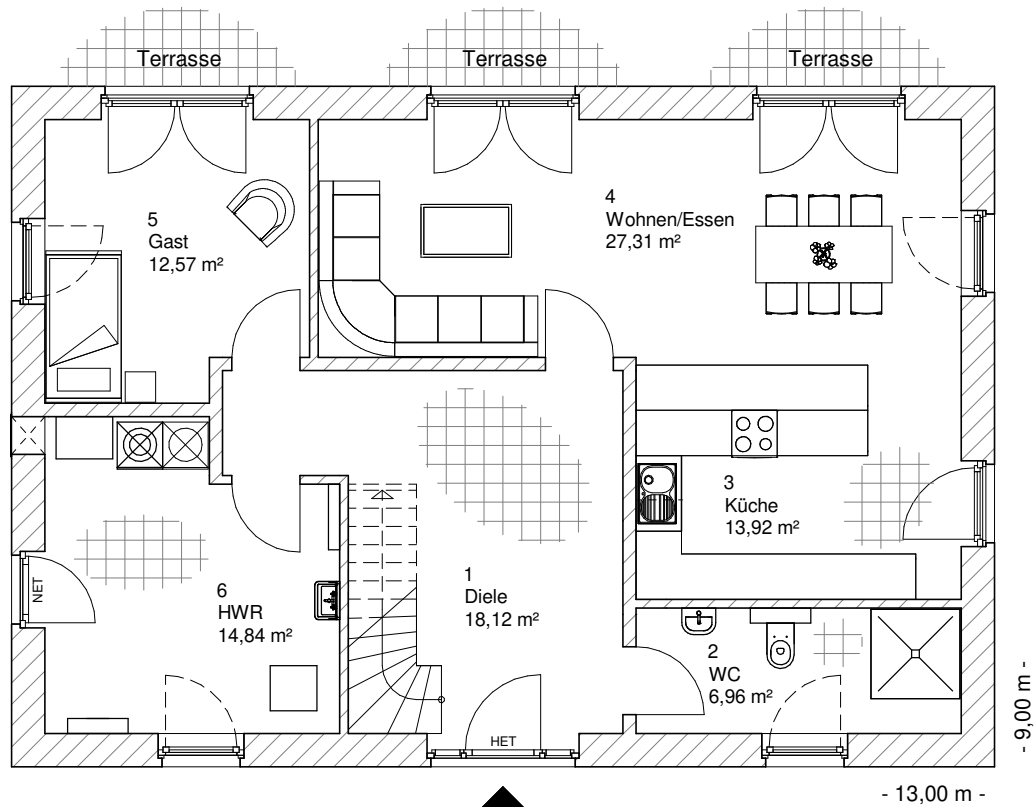 Terrasse
Terrasse
Terrasse
5
Gast
12,57 m²
4
Wohnen/Essen
27,31 m²
3
Küche
13,92 m²
1
Diele
18,12 m²
6
HWR
14,84 m²
NET
2
WC
6,96 m²
HET
- 9,00 m -
- 13,00 m -